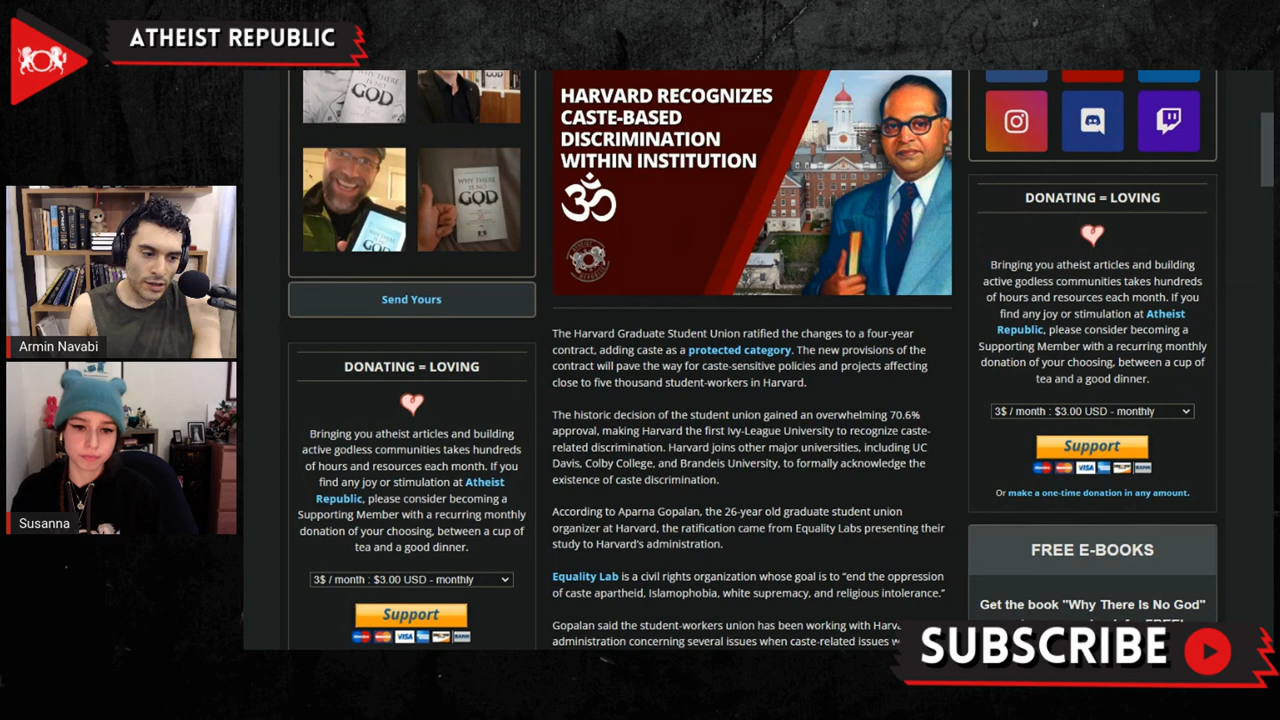 ATHEIST REPUBLIC
Armin Navabi
Susanna
WHY THERE
IS NO
GOD
GOD
WHY THERE
IS NO
GOD
Send Yours
DONATING = LOVING
Bringing you atheist articles and building
active godless communities takes hundreds
of hours and resources each month. If you
find any joy or stimulation at Atheist
Republic, please consider becoming a
Supporting Member with a recurring monthly
donation of your choosing, between a cup of
tea and a good dinner.
3$ / month : $3.00 USD - monthly
Support
VISA
BANK
HARVARD RECOGNIZES
CASTE-BASED
DISCRIMINATION
WITHIN INSTITUTION
ॐ
The Harvard Graduate Student Union ratified the changes to a four-year
contract, adding caste as a protected category. The new provisions of the
contract will pave the way for caste-sensitive policies and projects affecting
close to five thousand student-workers in Harvard.
The historic decision of the student union gained an overwhelming 70.6%
approval, making Harvard the first Ivy-League University to recognize caste-
related discrimination. Harvard joins other major universities, including UC
Davis, Colby College, and Brandeis University, to formally acknowledge the
existence of caste discrimination.
According to Aparna Gopalan, the 26-year old graduate student union
organizer at Harvard, the ratification came from Equality Labs presenting their
study to Harvard's administration.
Equality Lab is a civil rights organization whose goal is to “end the oppression
of caste apartheid, Islamophobia, white supremacy, and religious intolerance.”
Gopalan said the student-workers union has been working with
administration concerning several issues when caste-related issues
DONATING = LOVING
Bringing you atheist articles and building
active godless communities takes hundreds
of hours and resources each month. If you
find any joy or stimulation at Atheist
Republic, please consider becoming a
Supporting Member with a recurring monthly
donation of your choosing, between a cup of
tea and a good dinner.
3$ / month : $3.00 USD - monthly
Support
VISA
BANK
Or make a one-time donation in any amount.
FREE E-BOOKS
Get the book "Why There Is No God"
SUBSCRIBE